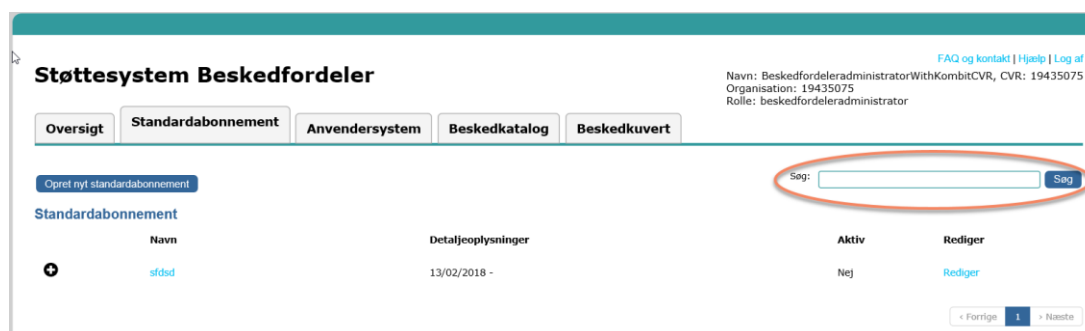 FAQ og kontakt | Hjælp | Log af
Støttesystem Beskedfordeler
Navn: BeskedfordeleradministratorWithKombitCVR, CVR: 19435075
Organisation: 19435075
Rolle: beskedfordeleradministrator
Oversigt Standardabonnement Anvendersystem Beskedkatalog Beskedkuvert
Opret nyt standardabonnement Søg: Søg
Standardabonnement
Navn Detaljeoplysninger Aktiv Rediger
sfdsd 13/02/2018 - Nej Rediger
‹ Forrige 1 › Næste